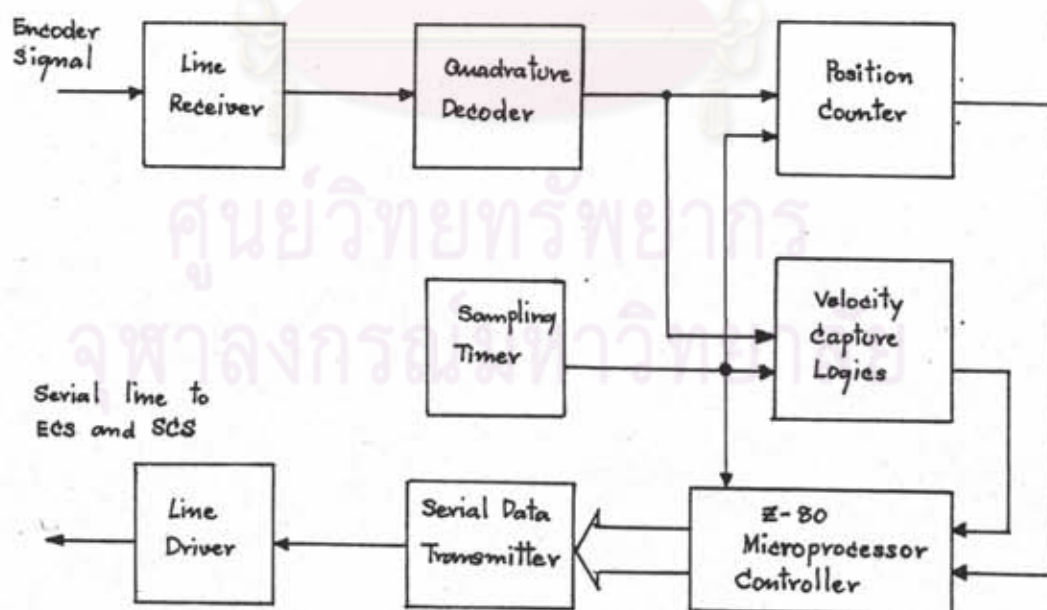 Encoder
Signal
Line
Receiver
Quadrature
Decoder
Position
Counter
ศูนย์วิทยทรัพยากร
Sampling
Timer
Velocity
Capture
Logics
จุฬาลงกรณ์มหาวิทยาลัย
Serial line to
ECS and SCS
Line
Driver
Serial Data
Transmitter
Z-80
Microprocessor
Controller